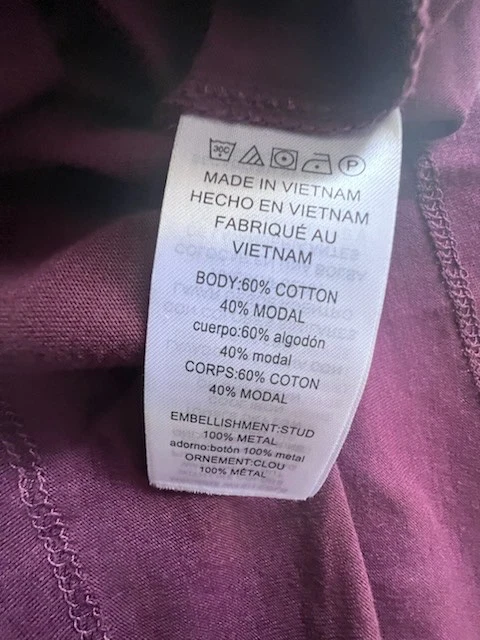 30C P
MADE IN VIETNAM
HECHO EN VIETNAM
FABRIQUÉ AU
VIETNAM
BODY:60% COTTON
40% MODAL
cuerpo:60% algodón
40% modal
CORPS:60% COTON
40% MODAL
EMBELLISHMENT:STUD
100% METAL
adorno:botón 100% metal
ORNEMENT:CLOU
100% MÉTAL